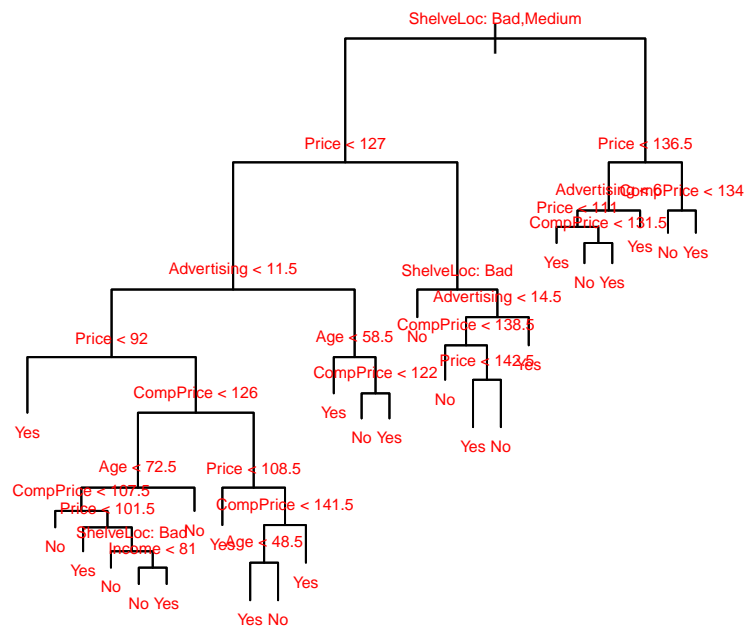 ShelveLoc: Bad,Medium
Price < 127
Price < 136.5
Advertising < 6
CompPrice < 134
Price < 111
CompPrice < 131.5
Yes
No Yes
Yes
No Yes
Advertising < 11.5
ShelveLoc: Bad
Advertising < 14.5
No
CompPrice < 138.5
Yes
Price < 142.5
No
Yes No
Price < 92
Age < 58.5
CompPrice < 122
Yes
No Yes
CompPrice < 126
Yes
Age < 72.5
Price < 108.5
CompPrice < 107.5
Price < 101.5
No
ShelveLoc: Bad
Income < 81
No
Yes
No
No Yes
CompPrice < 141.5
Yes
Age < 48.5
Yes
Yes No